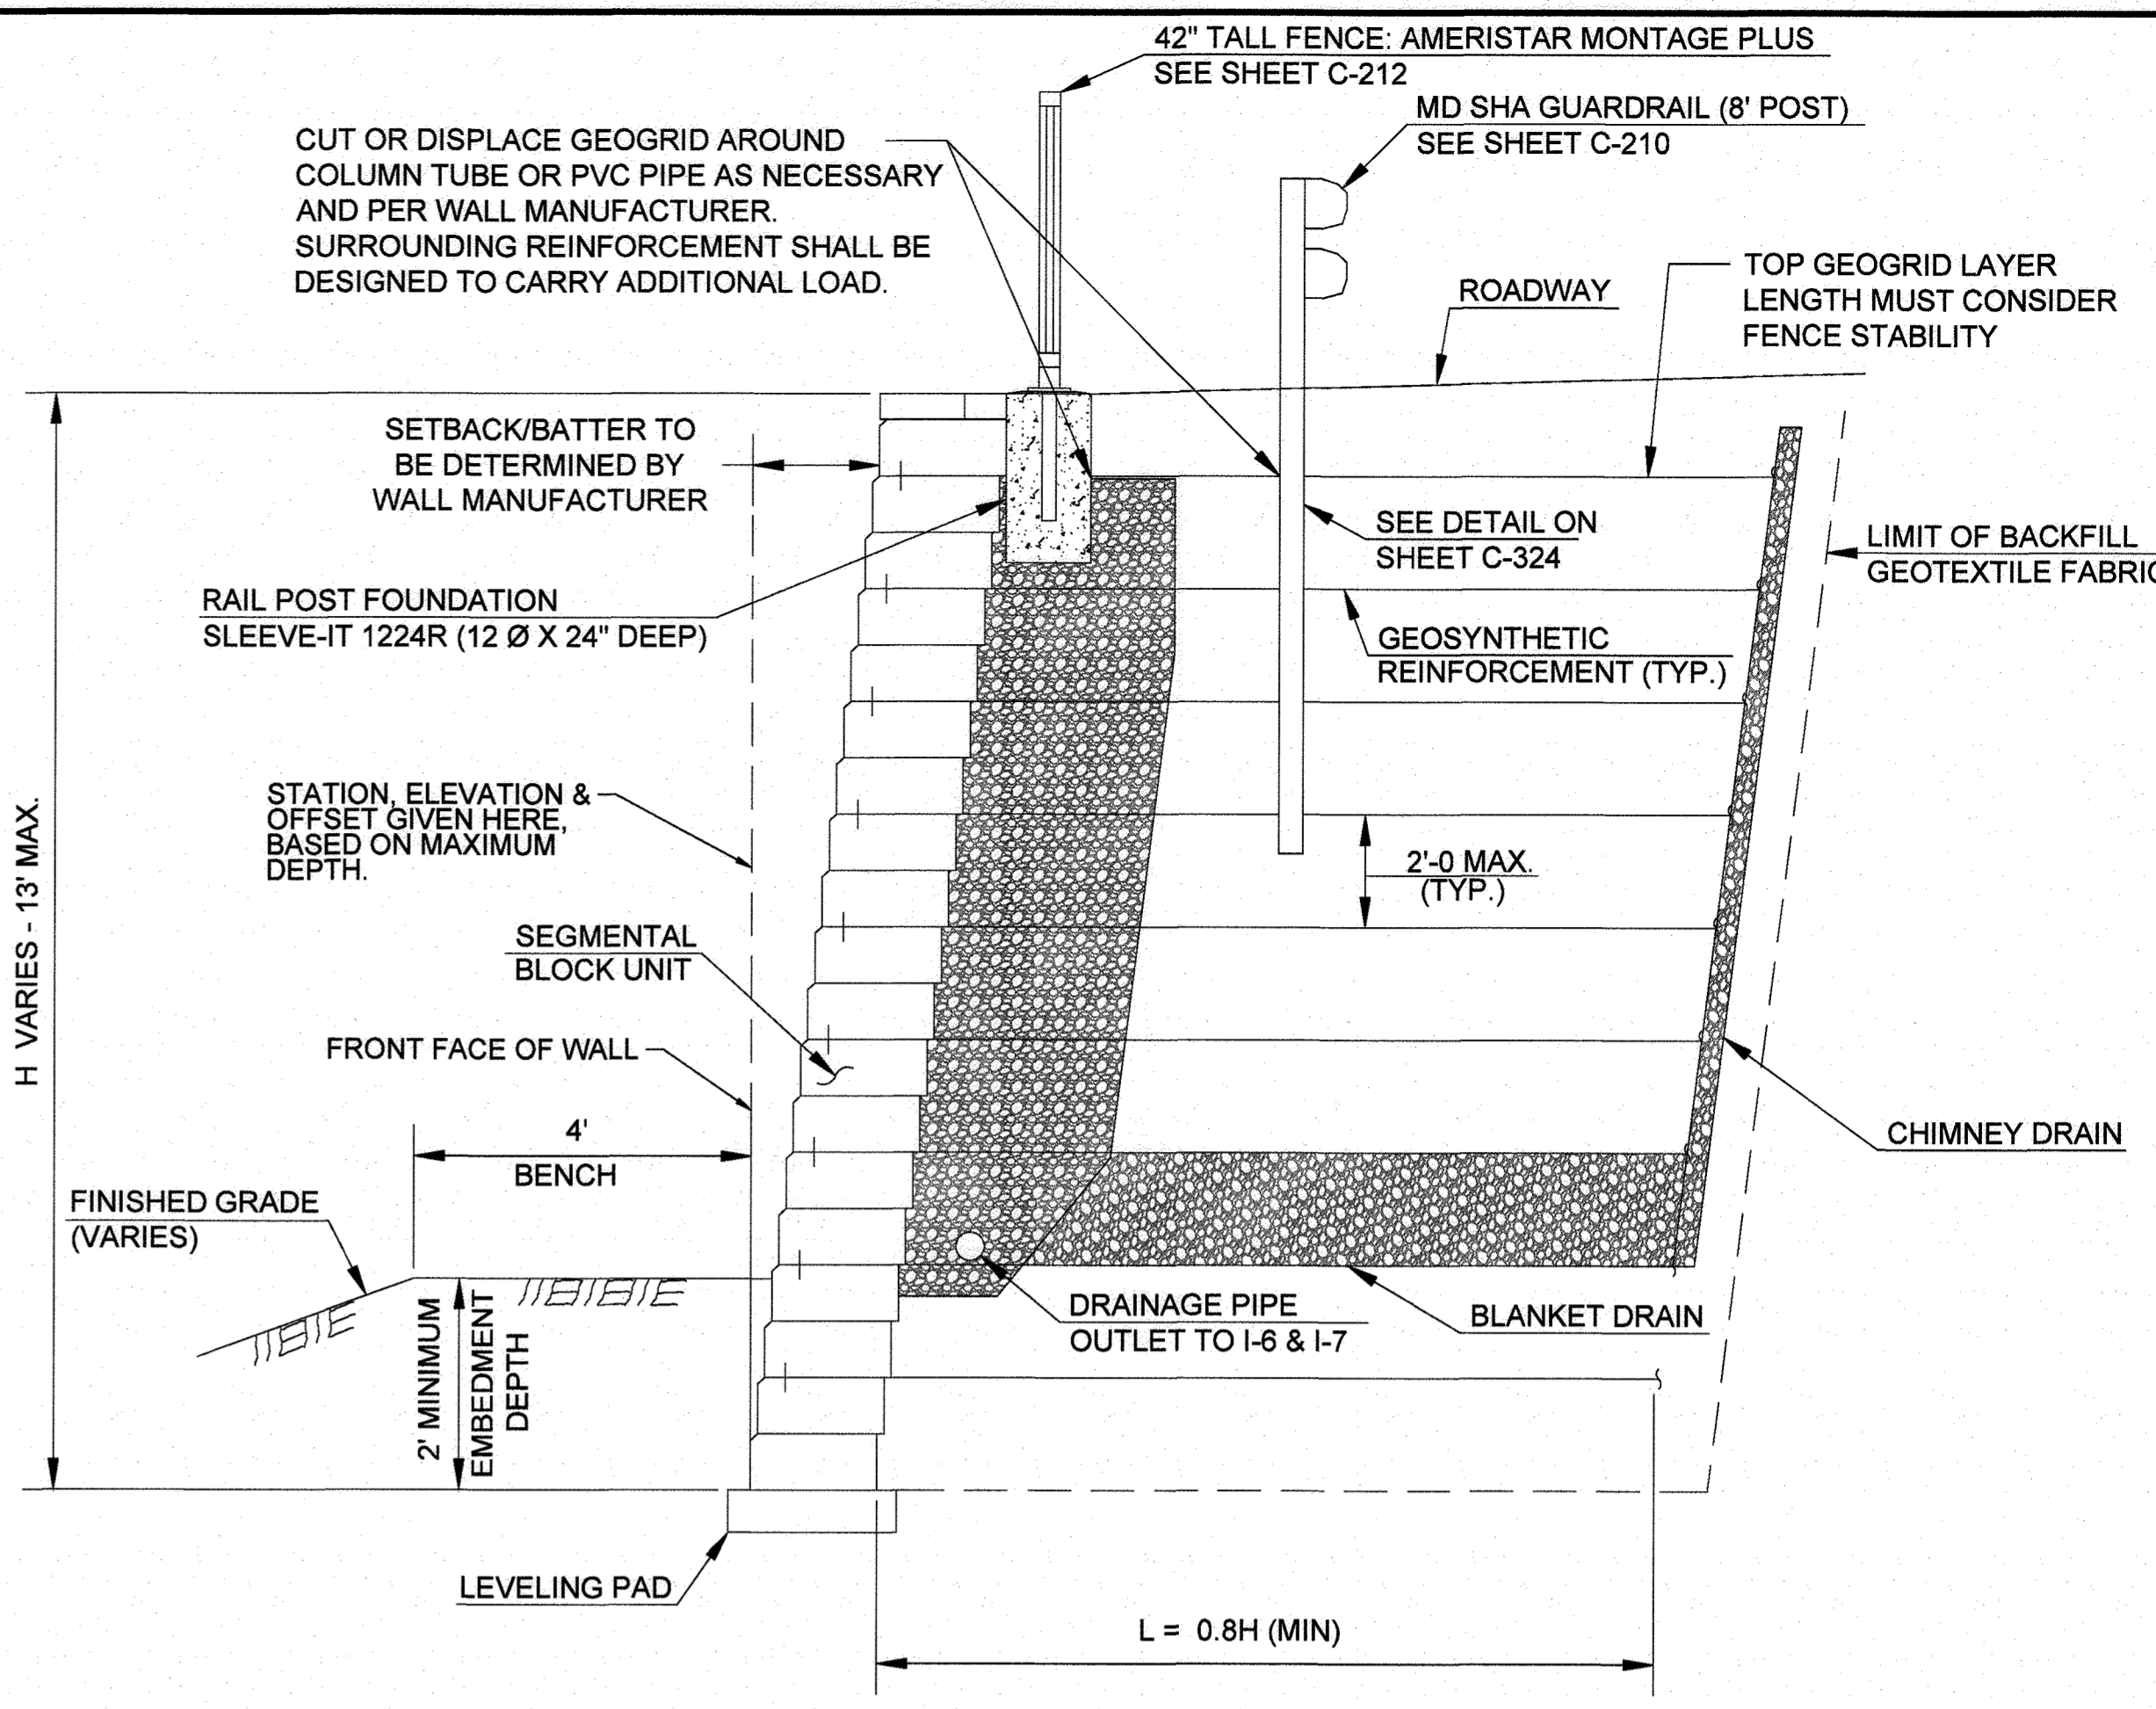 42" TALL FENCE: AMERISTAR MONTAGE PLUS
SEE SHEET C-212
MD SHA GUARDRAIL (8' POST)
SEE SHEET C-210
CUT OR DISPLACE GEOGRID AROUND
COLUMN TUBE OR PVC PIPE AS NECESSARY
AND PER WALL MANUFACTURER.
SURROUNDING REINFORCEMENT SHALL BE
DESIGNED TO CARRY ADDITIONAL LOAD.
ROADWAY
TOP GEOGRID LAYER
LENGTH MUST CONSIDER
FENCE STABILITY
SETBACK/BATTER TO
BE DETERMINED BY
WALL MANUFACTURER
SEE DETAIL ON
SHEET C-324
LIMIT OF BACKFILL
GEOTEXTILE FABRIC
RAIL POST FOUNDATION
SLEEVE-IT 1224R (12 Ø X 24" DEEP)
GEOSYNTHETIC
REINFORCEMENT (TYP.)
STATION, ELEVATION &
OFFSET GIVEN HERE,
BASED ON MAXIMUM
DEPTH.
2'-0 MAX.
(TYP.)
H VARIES - 13' MAX.
SEGMENTAL
BLOCK UNIT
FRONT FACE OF WALL
4'
BENCH
CHIMNEY DRAIN
FINISHED GRADE
(VARIES)
2' MINIMUM
EMBEDMENT
DEPTH
DRAINAGE PIPE
OUTLET TO I-6 & I-7
BLANKET DRAIN
LEVELING PAD
L = 0.8H (MIN)